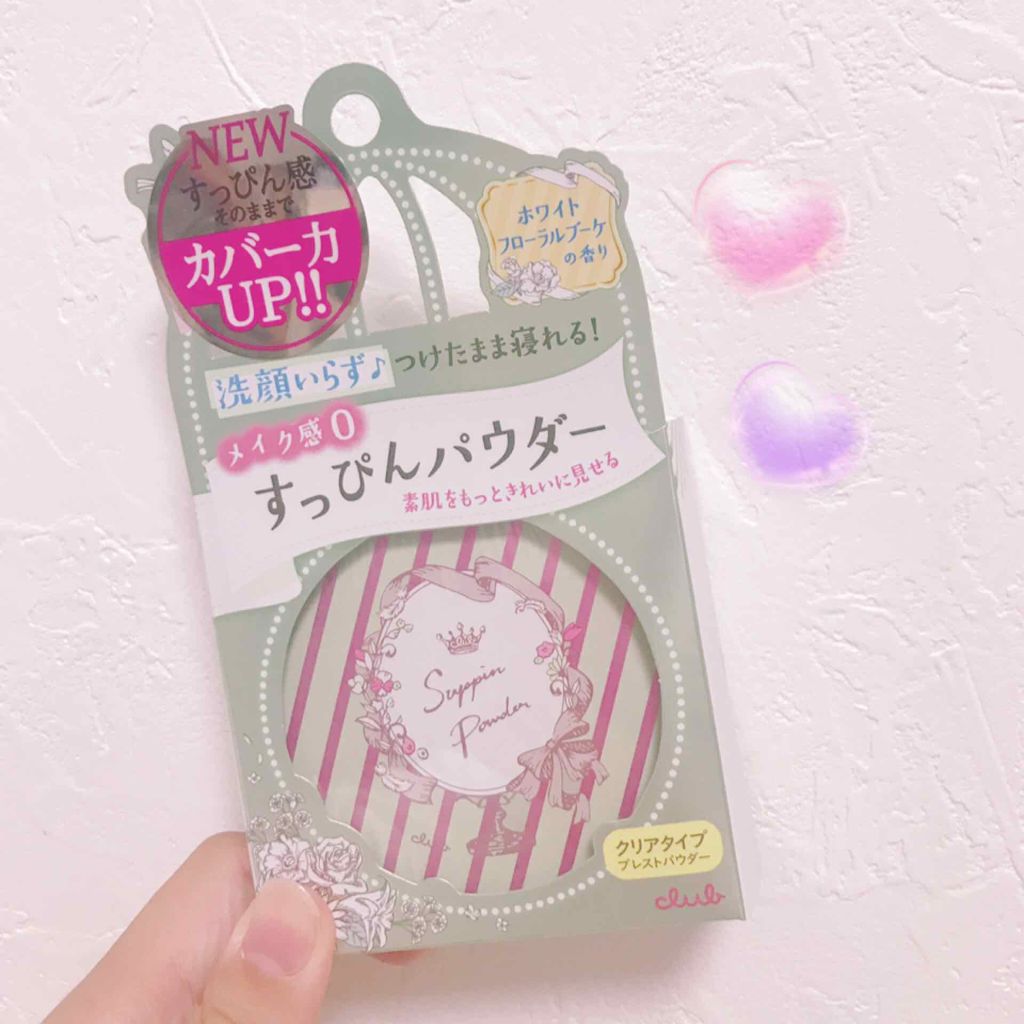 NEW
すっぴん感
そのままで
カバー力
UP!!
ホワイト
フローラルブーケ
の香り
洗顔いらず♪
つけたまま寝れる!
メイク感0
すっぴんパウダー
素肌をもっときれいに見せる
Suppin
Powder
club
クリアタイプ
プレストパウダー
club